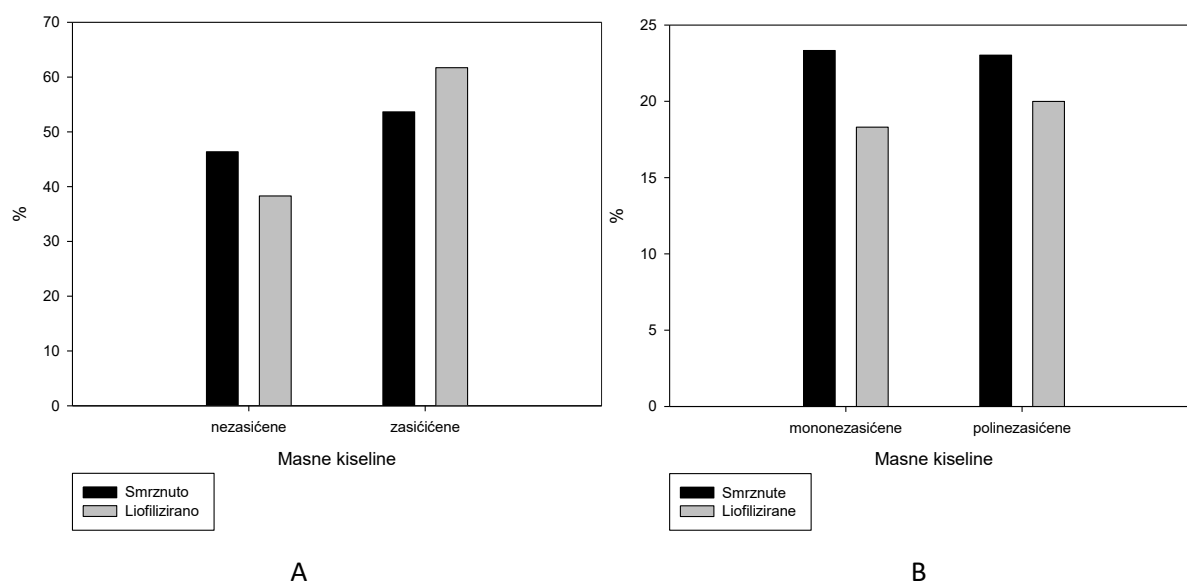 70
60
50
40
30
20
10
0
%
nezasićene zasićićene
Masne kiseline
Smrznuto
Liofilizirano
A
25
20
15
10
5
0
%
mononezasićene polinezasićene
Masne kiseline
Smrznute
Liofilizirane
B